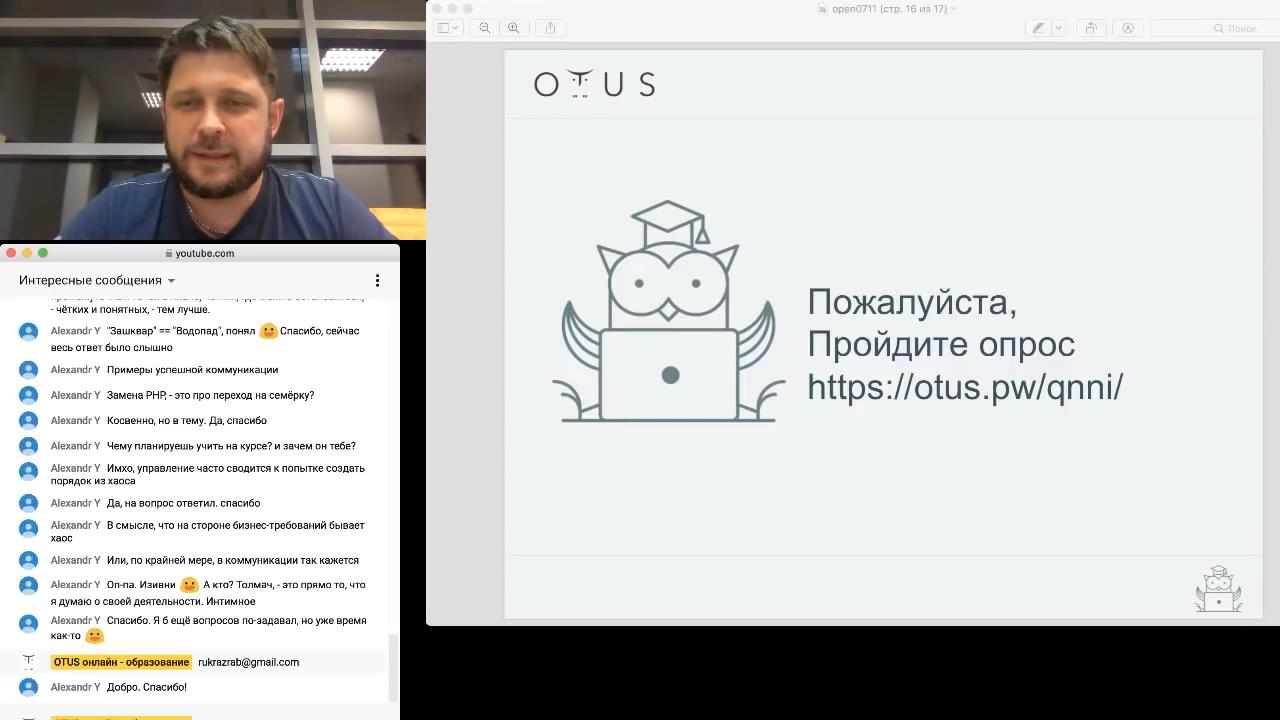 open0711 (стр. 16 из 17)
Поиск
OTUS
Пожалуйста,
Пройдите опрос
https://otus.pw/qnni/
youtube.com
Интересные сообщения
- чётких и понятных, - тем лучше.
Alexandr Y "Зашквар" == "Водопад", понял Спасибо, сейчас
весь ответ было слышно
Alexandr Y Примеры успешной коммуникации
Alexandr Y Замена PHP, - это про переход на семёрку?
Alexandr Y Косвенно, но в тему. Да, спасибо
Alexandr Y Чему планируешь учить на курсе? и зачем он тебе?
Alexandr Y Имхо, управление часто сводится к попытке создать
порядок из хаоса
Alexandr Y Да, на вопрос ответил. спасибо
Alexandr Y В смысле, что на стороне бизнес-требований бывает
хаос
Alexandr Y Или, по крайней мере, в коммуникации так кажется
Alexandr Y Оп-па. Изивни А кто? Толмач, - это прямо то, что
я думаю о своей деятельности. Интимное
Alexandr Y Спасибо. Я б ещё вопросов по-задавал, но уже время
как-то
OTUS онлайн - образование rukrazrab@gmail.com
Alexandr Y Добро. Спасибо!